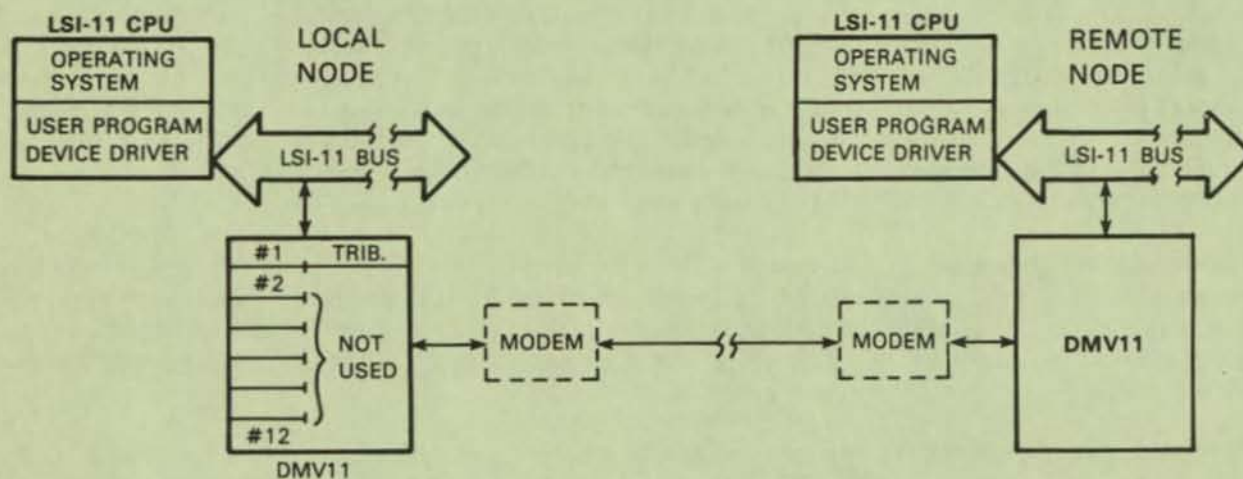 LSI-11 CPU
OPERATING
SYSTEM
USER PROGRAM
DEVICE DRIVER
LOCAL
NODE
LSI-11 BUS
#1 TRIB.
#2
NOT
USED
#12
DMV11
MODEM
MODEM
LSI-11 CPU
OPERATING
SYSTEM
USER PROGRAM
DEVICE DRIVER
REMOTE
NODE
LSI-11 BUS
DMV11